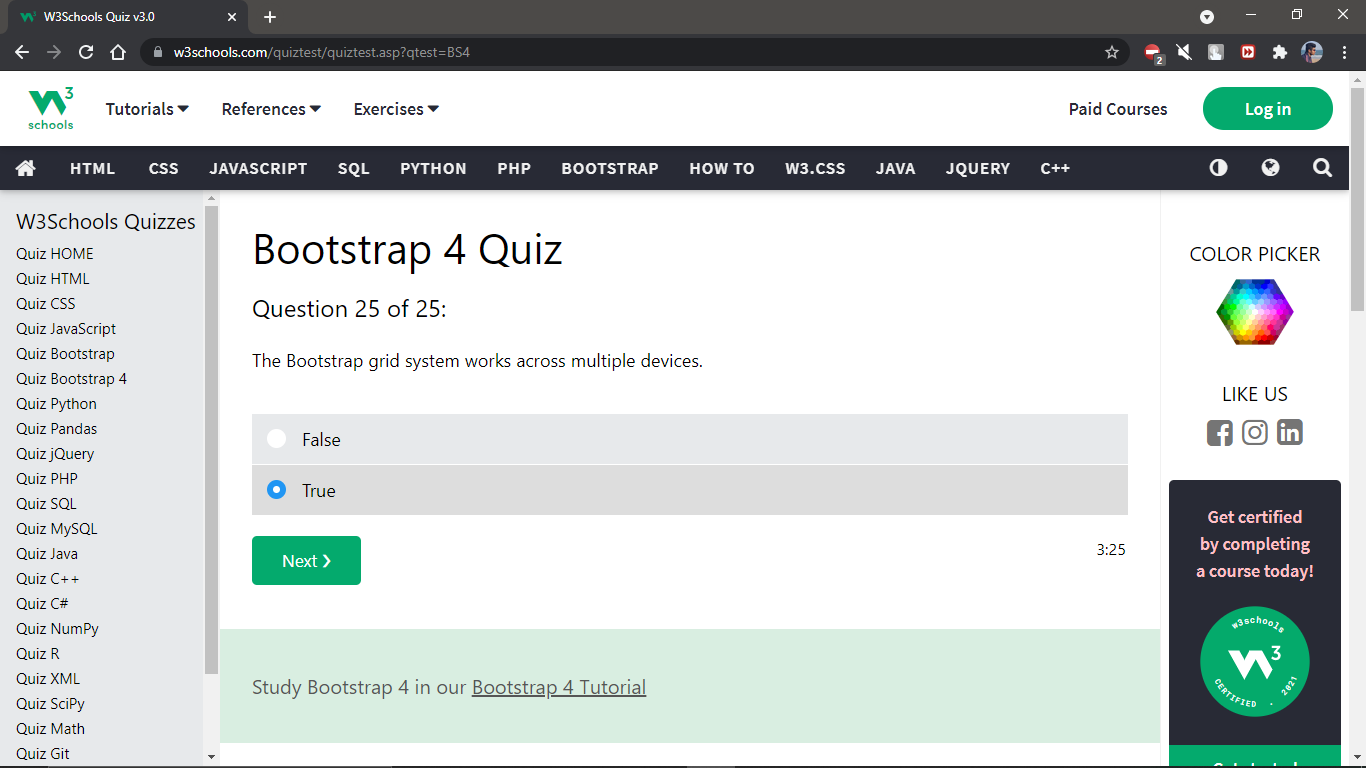 W3Schools Quiz v3.0
w3schools.com/quiztest/quiztest.asp?qtest=BS4
2
W3 schools
Tutorials
References
Exercises
Paid Courses
Log in
HTML CSS JAVASCRIPT SQL PYTHON PHP BOOTSTRAP HOW TO W3.CSS JAVA JQUERY C++
W3Schools Quizzes
Quiz HOME
Quiz HTML
Quiz CSS
Quiz JavaScript
Quiz Bootstrap
Quiz Bootstrap 4
Quiz Python
Quiz Pandas
Quiz jQuery
Quiz PHP
Quiz SQL
Quiz MySQL
Quiz Java
Quiz C++
Quiz C#
Quiz NumPy
Quiz R
Quiz XML
Quiz SciPy
Quiz Math
Quiz Git
Bootstrap 4 Quiz
Question 25 of 25:
The Bootstrap grid system works across multiple devices.
False
True
Next ❯
3:25
Study Bootstrap 4 in our Bootstrap 4 Tutorial
COLOR PICKER
LIKE US
Get certified
by completing
a course today!
w3schools
W3
CERTIFIED . 2021